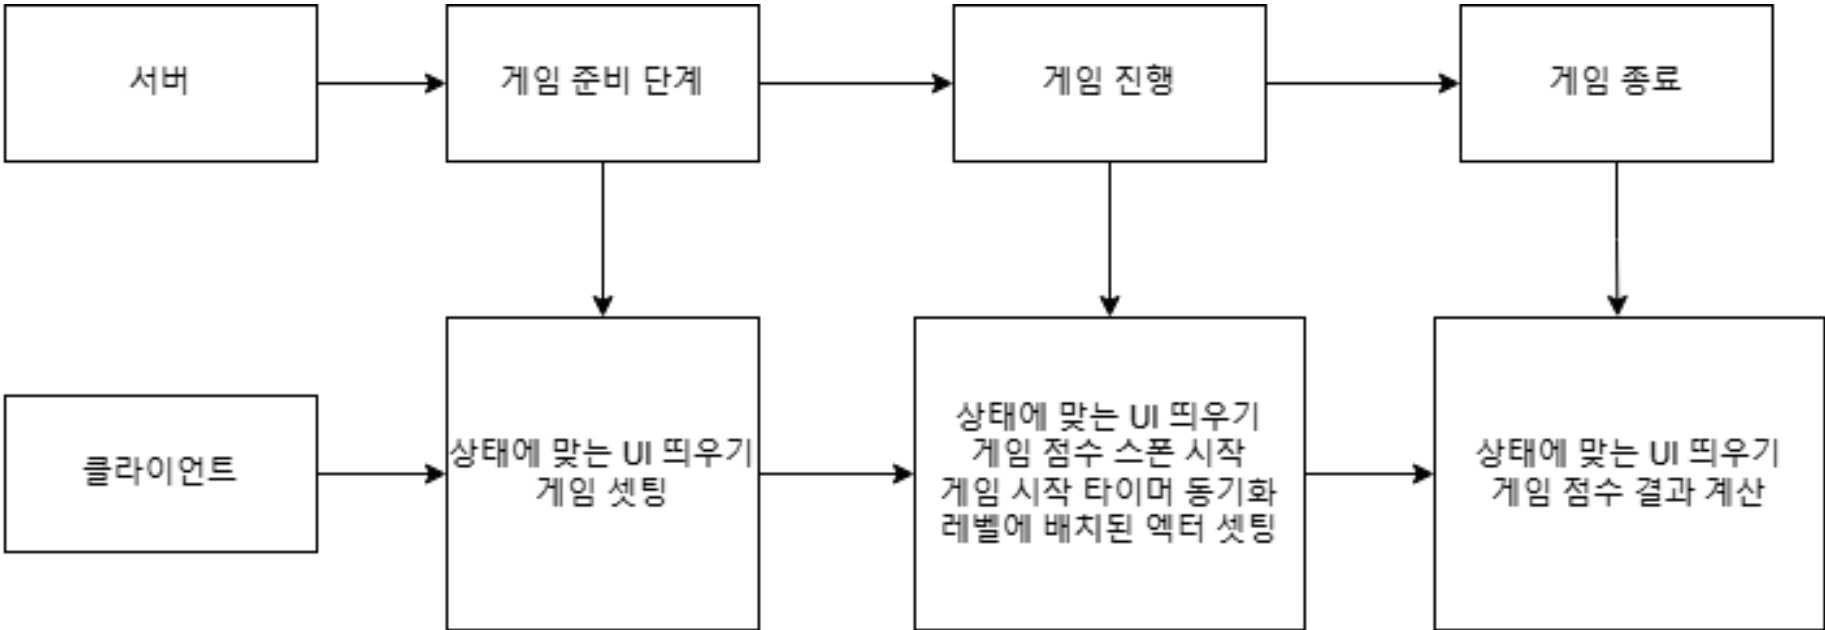 서버
게임 준비 단계
게임 진행
게임 종료
클라이언트
상태에 맞는 UI 띄우기
게임 셋팅
상태에 맞는 UI 띄우기
게임 점수 스폰 시작
게임 시작 타이머 동기화
레벨에 배치된 엑터 셋팅
상태에 맞는 UI 띄우기
게임 점수 결과 계산